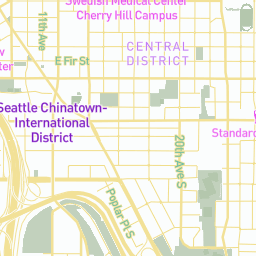 Swedish Medical Center
Cherry Hill Campus
11th Ave
CENTRAL
DISTRICT
E Fir St
Seattle Chinatown-
International
District
Standard
20th Ave S
Poplar Pl S